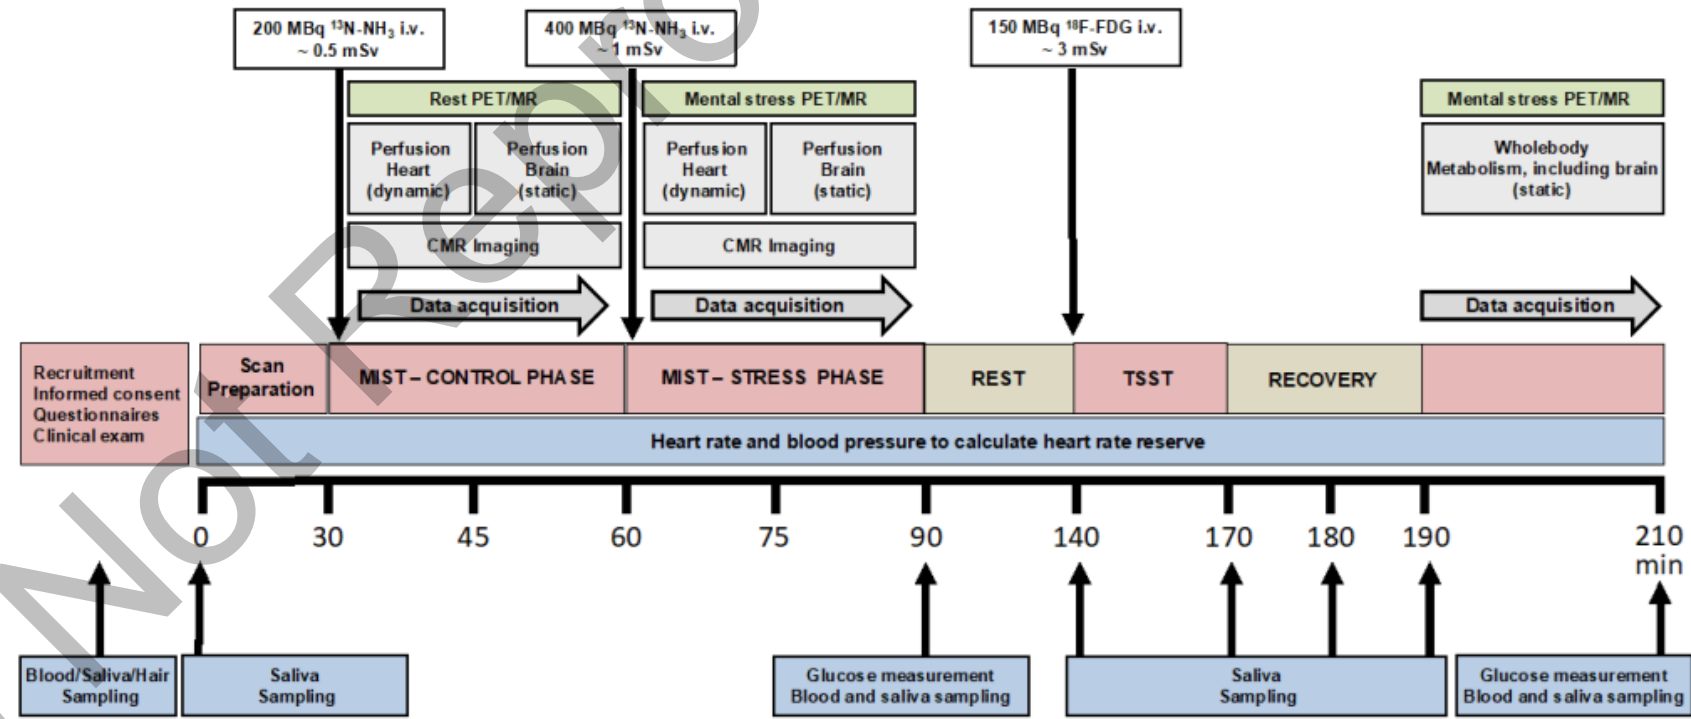 200 MBq ¹³N-NH₃ i.v.
~ 0.5 mSv
400 MBq ¹³N-NH₃ i.v.
~ 1 mSv
150 MBq ¹⁸F-FDG i.v.
~ 3 mSv
Rest PET/MR
Mental stress PET/MR
Mental stress PET/MR
Perfusion
Heart
(dynamic)
Perfusion
Brain
(static)
Perfusion
Heart
(dynamic)
Perfusion
Brain
(static)
Wholebody
Metabolism, including brain
(static)
CMR Imaging
CMR Imaging
Data acquisition
Data acquisition
Data acquisition
Recruitment
Informed consent
Questionnaires
Clinical exam
Scan
Preparation
MIST – CONTROL PHASE
MIST – STRESS PHASE
REST
TSST
RECOVERY
Heart rate and blood pressure to calculate heart rate reserve
0
30
45
60
75
90
140
170
180
190
210
min
Blood/Saliva/Hair
Sampling
Saliva
Sampling
Glucose measurement
Blood and saliva sampling
Saliva
Sampling
Glucose measurement
Blood and saliva sampling
Not Repro